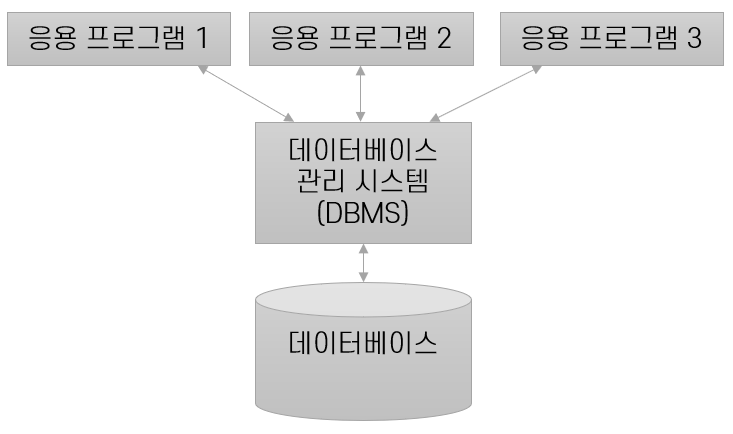 응용 프로그램 1
응용 프로그램 2
응용 프로그램 3
데이터베이스
관리 시스템
(DBMS)
데이터베이스